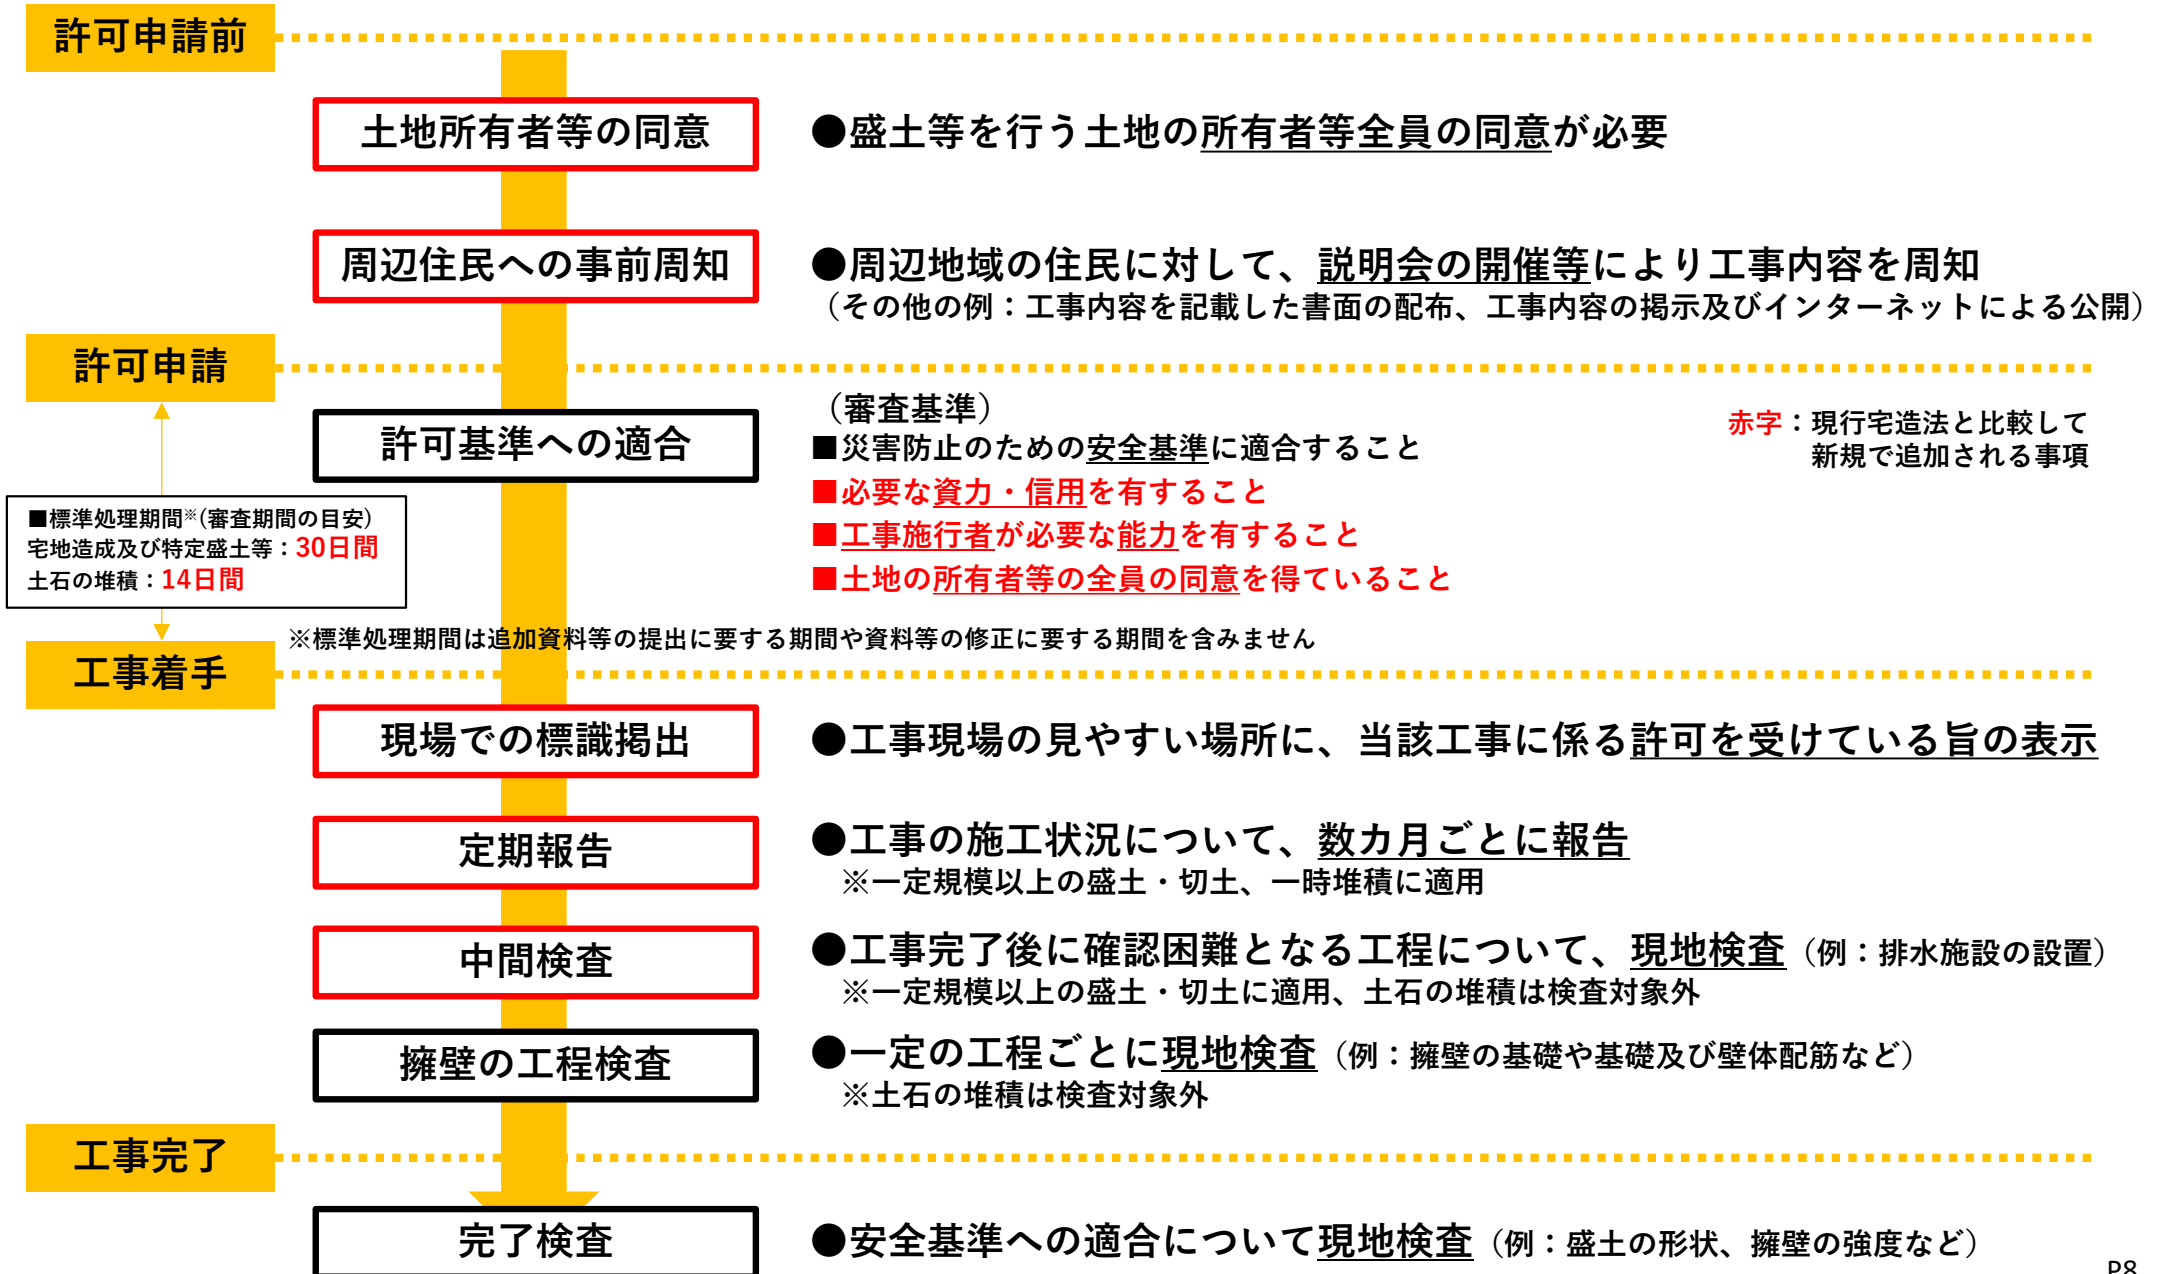 許可申請前
土地所有者等の同意
●盛土等を行う土地の所有者等全員の同意が必要
周辺住民への事前周知
●周辺地域の住民に対して、説明会の開催等により工事内容を周知
（その他の例：工事内容を記載した書面の配布、工事内容の掲示及びインターネットによる公開）
許可申請
許可基準への適合
（審査基準）
■災害防止のための安全基準に適合すること
■必要な資力・信用を有すること
■工事施行者が必要な能力を有すること
■土地の所有者等の全員の同意を得ていること
赤字：現行宅造法と比較して
新規で追加される事項
■標準処理期間※(審査期間の目安)
宅地造成及び特定盛土等：30日間
土石の堆積：14日間
※標準処理期間は追加資料等の提出に要する期間や資料等の修正に要する期間を含みません
工事着手
現場での標識掲出
●工事現場の見やすい場所に、当該工事に係る許可を受けている旨の表示
定期報告
●工事の施工状況について、数カ月ごとに報告
※一定規模以上の盛土・切土、一時堆積に適用
中間検査
●工事完了後に確認困難となる工程について、現地検査（例：排水施設の設置）
※一定規模以上の盛土・切土に適用、土石の堆積は検査対象外
擁壁の工程検査
●一定の工程ごとに現地検査（例：擁壁の基礎や基礎及び壁体配筋など）
※土石の堆積は検査対象外
工事完了
完了検査
●安全基準への適合について現地検査（例：盛土の形状、擁壁の強度など）
P8